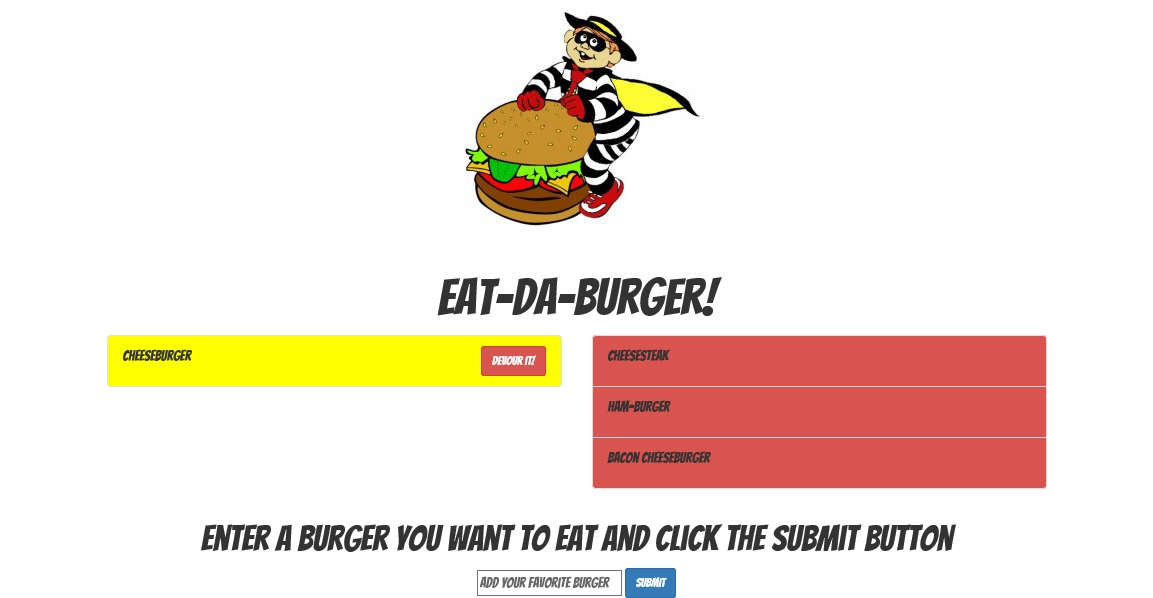 EAT-DA-BURGER!
CHEESEBURGER
DEVOUR IT!
CHEESESTEAK
HAM-BURGER
BACON CHEESEBURGER
ENTER A BURGER YOU WANT TO EAT AND CLICK THE SUBMIT BUTTON
ADD YOUR FAVORITE BURGER
SUBMIT